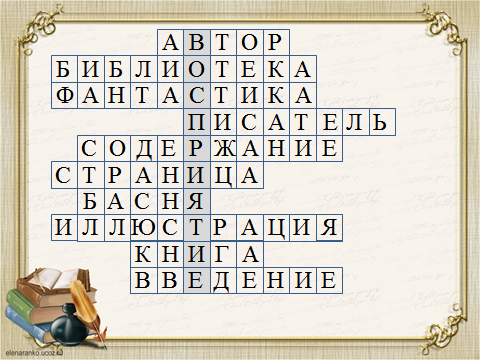 АВТОР
БИБЛИОТЕКА
ФАНТАСТИКА
ПИСАТЕЛЬ
СОДЕРЖАНИЕ
СТРАНИЦА
БАСНЯ
ИЛЛЮСТРАЦИЯ
КНИГА
ВВЕДЕНИЕ
elenaranko.ucoz.ru